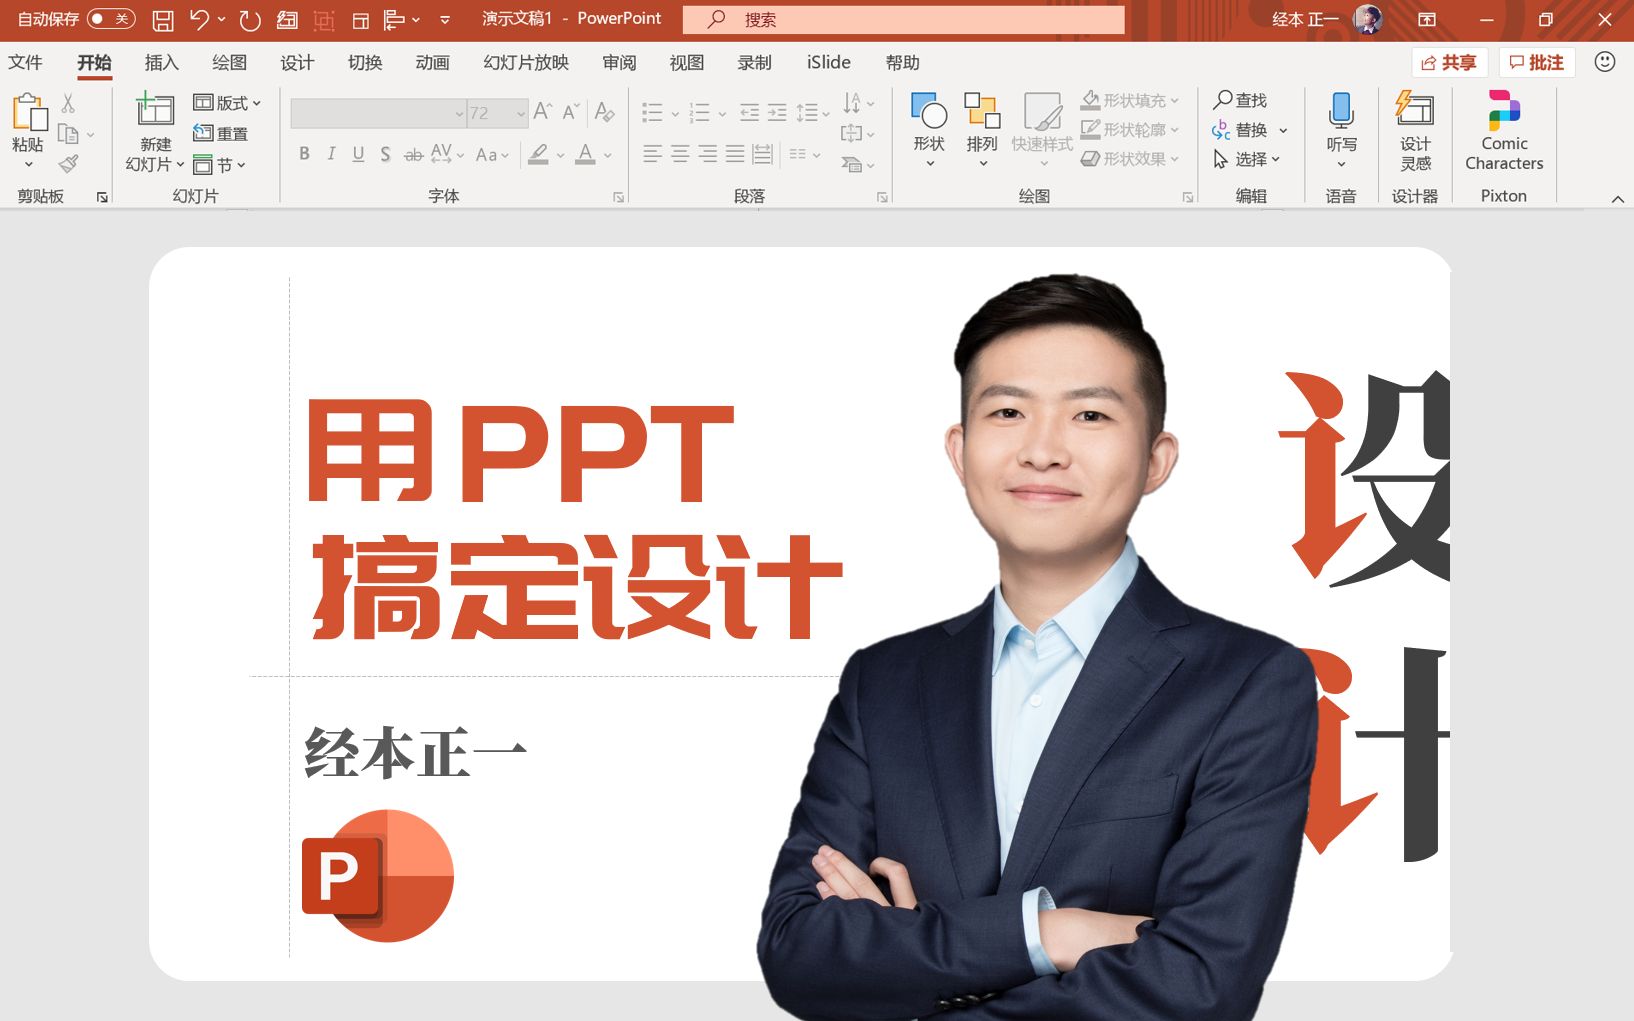 自动保存 关 演示文稿1 - PowerPoint 搜索 经本 正一
文件 开始 插入 绘图 设计 切换 动画 幻灯片放映 审阅 视图 录制 iSlide 帮助 共享 批注
粘贴
剪贴板
新建
幻灯片
版式
重置
节
幻灯片
72
B I U S ab AV Aa A
字体
段落
形状
排列
快速样式
形状填充
形状轮廓
形状效果
绘图
查找
替换
选择
编辑
听写
语音
设计
灵感
设计器
Comic
Characters
Pixton
用PPT
搞定设计
经本正一
P
设
计